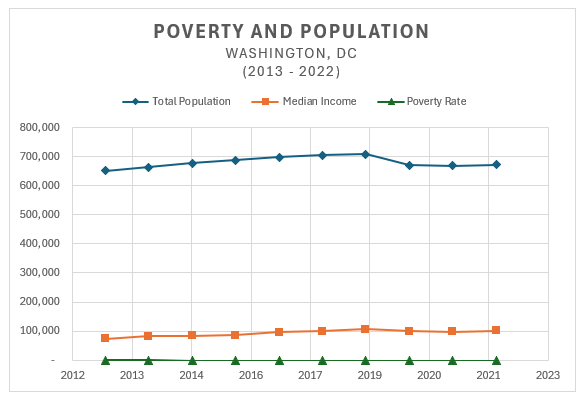 POVERTY AND POPULATION
WASHINGTON, DC
(2013 - 2022)
Total Population Median Income Poverty Rate
800,000
700,000
600,000
500,000
400,000
300,000
200,000
100,000
-
2012 2013 2014 2016 2017 2019 2020 2021 2023